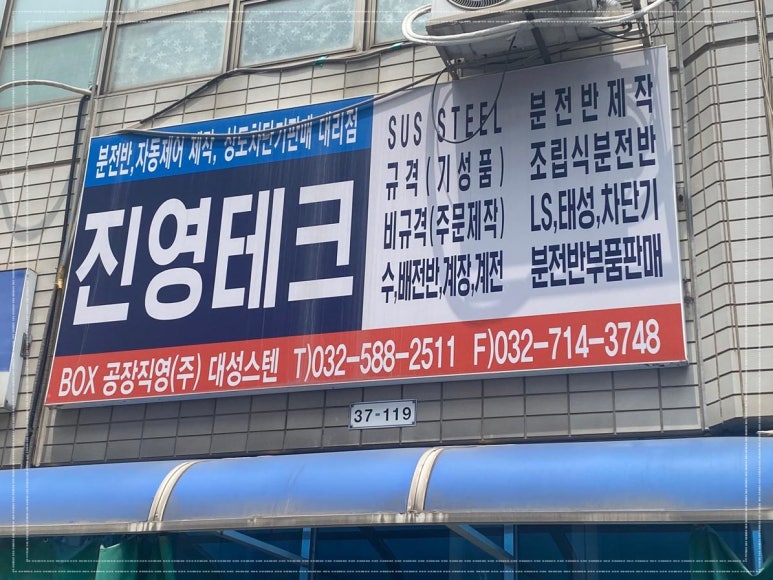 분전반,자동제어 제작, 상도차단기판매 대리점
진영테크
SUS STEEL 분전반제작
규격(기성품) 조립식분전반
비규격(주문제작) LS,태성,차단기
수,배전반,계장,계전 분전반부품판매
BOX 공장직영(주) 대성스텐 T)032-588-2511 F)032-714-3748
37-119